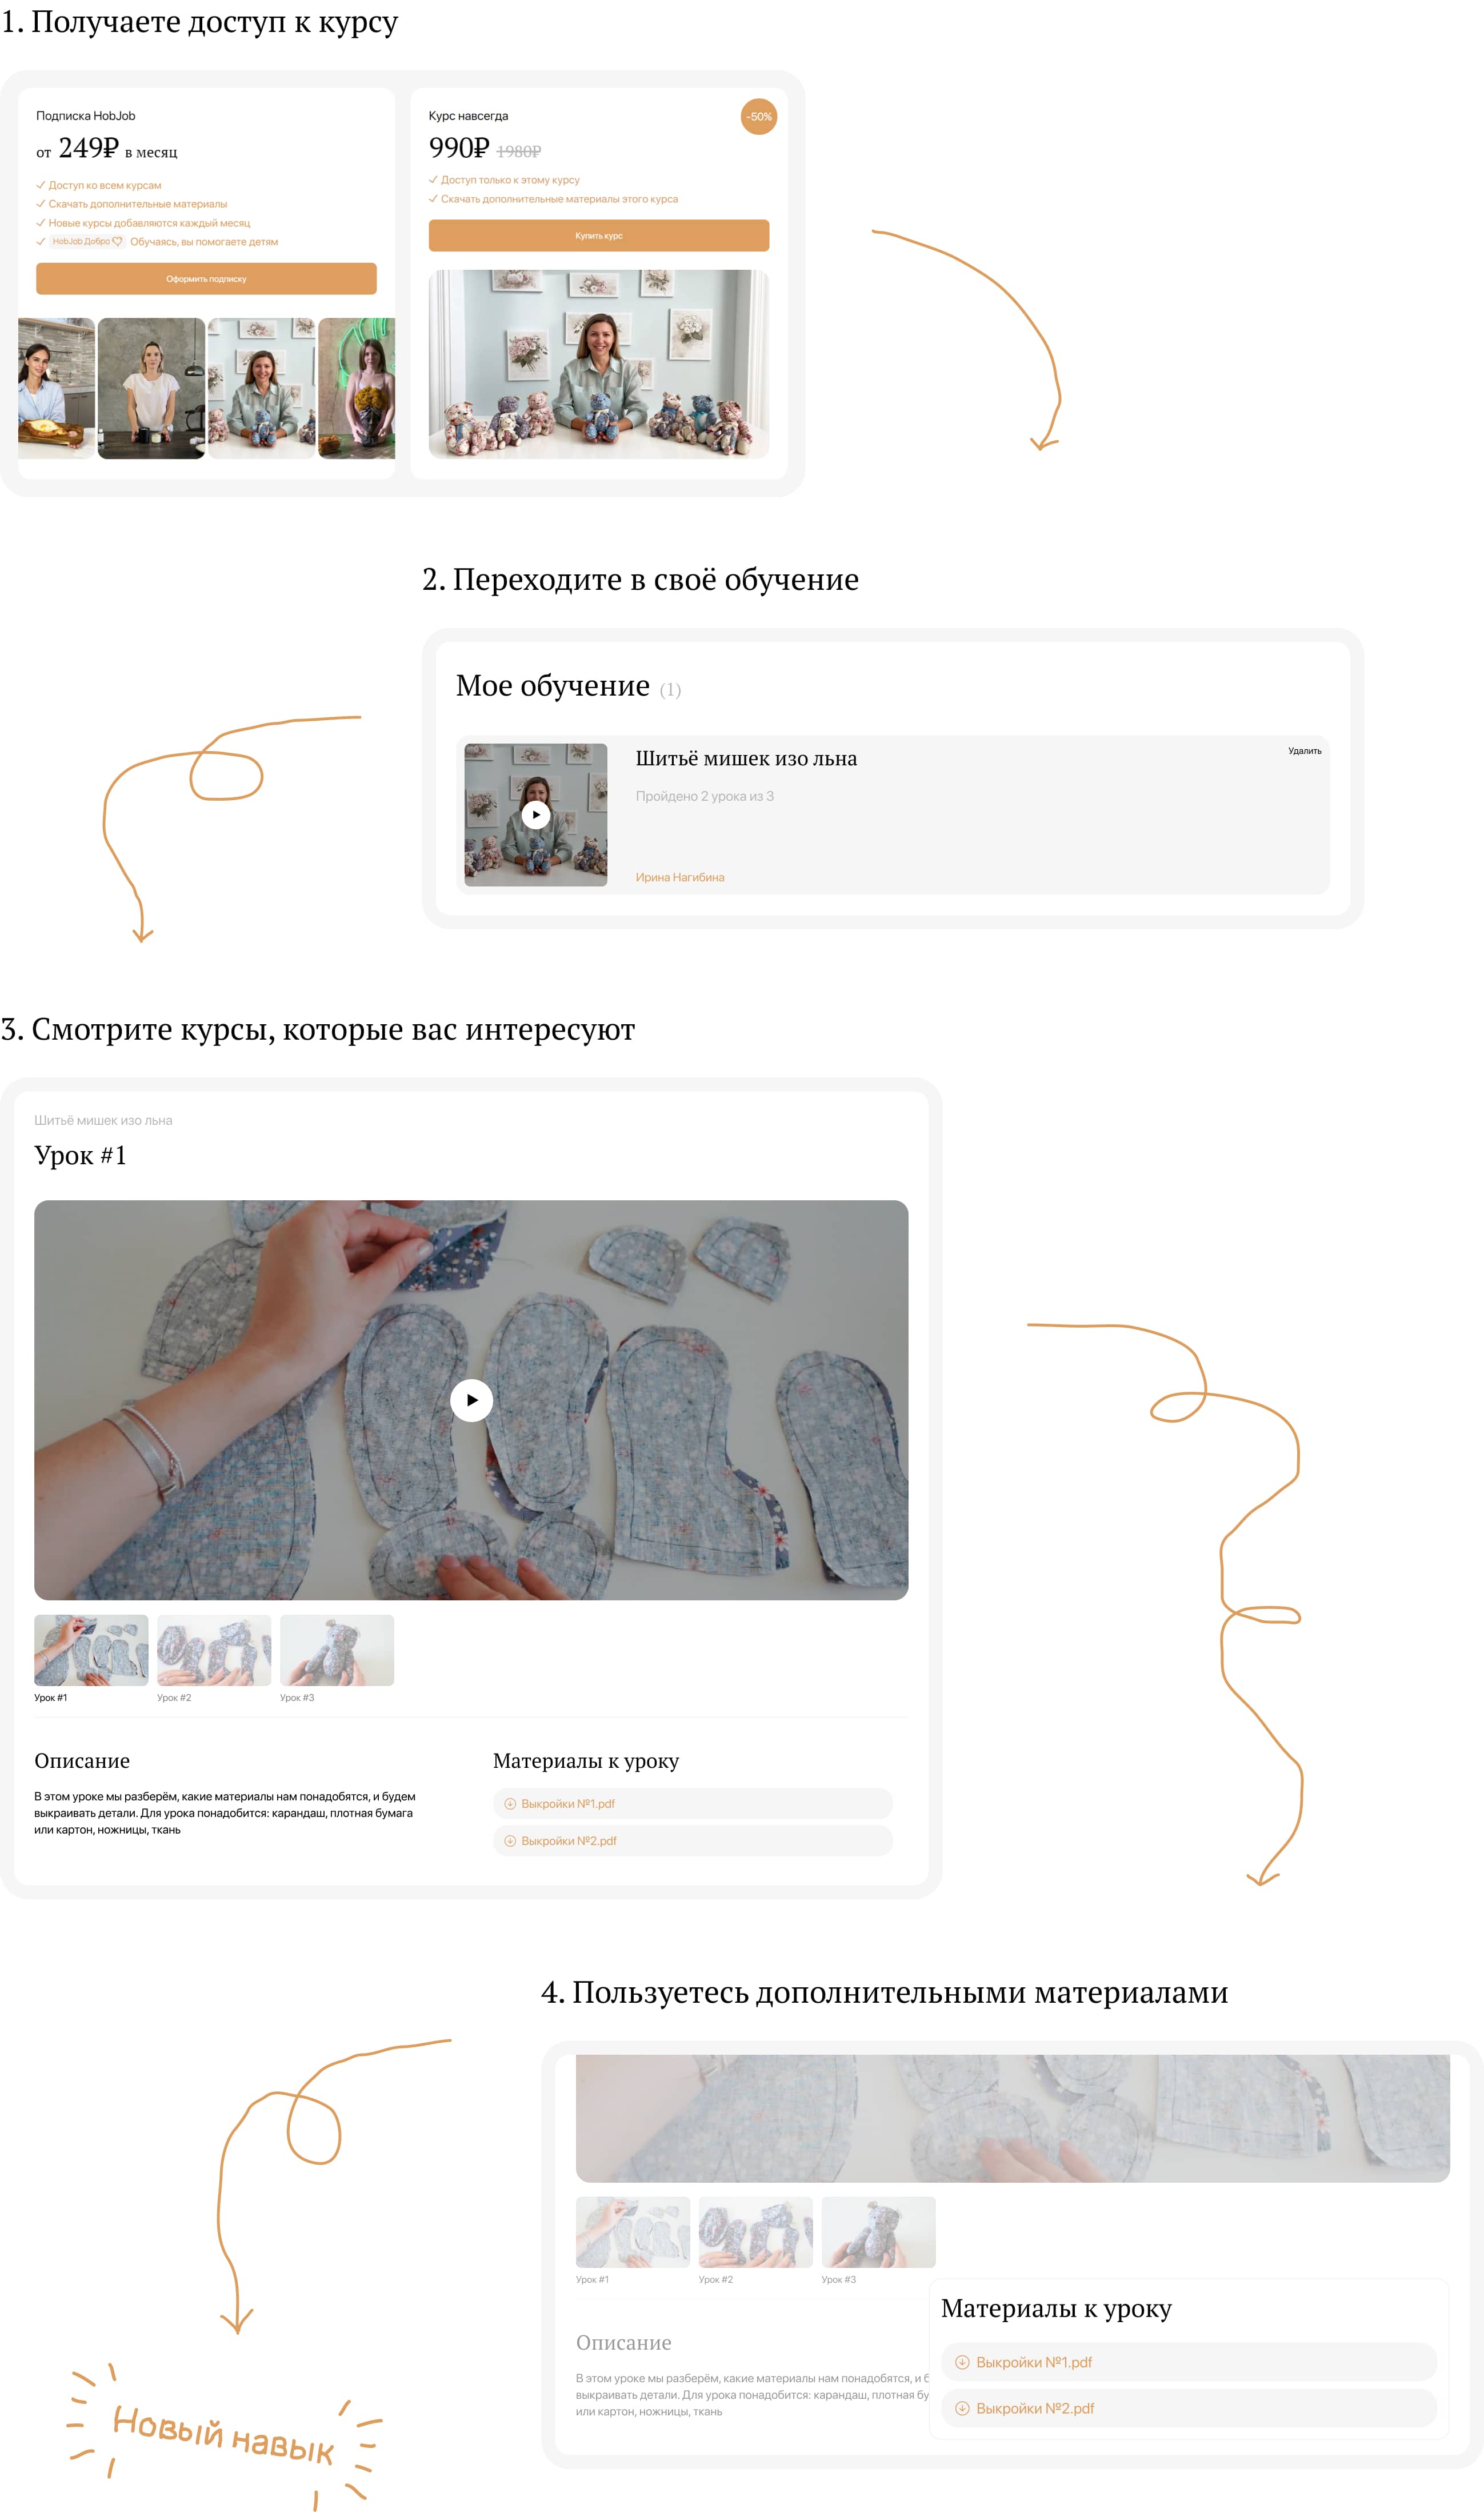 1. Получаете доступ к курсу
Подписка HobJob
от 249₽ в месяц
Доступ ко всем курсам
Скачать дополнительные материалы
Новые курсы добавляются каждый месяц
HobJob Добро Обучаясь, вы помогаете детям
Оформить подписку
Курс навсегда
-50%
990₽ 1980₽
Доступ только к этому курсу
Скачать дополнительные материалы этого курса
Купить курс
2. Переходите в своё обучение
Мое обучение (1)
Шитьё мишек изо льна
Удалить
Пройдено 2 урока из 3
Ирина Нагибина
3. Смотрите курсы, которые вас интересуют
Шитьё мишек изо льна
Урок #1
Урок #1
Урок #2
Урок #3
Описание
В этом уроке мы разберём, какие материалы нам понадобятся, и будем
выкраивать детали. Для урока понадобится: карандаш, плотная бумага
или картон, ножницы, ткань
Материалы к уроку
Выкройки №1.pdf
Выкройки №2.pdf
4. Пользуетесь дополнительными материалами
Урок #1
Урок #2
Урок #3
Описание
В этом уроке мы разберём, какие материалы нам понадобятся, и б
выкраивать детали. Для урока понадобится: карандаш, плотная бу
или картон, ножницы, ткань
Материалы к уроку
Выкройки №1.pdf
Выкройки №2.pdf
Новый навык